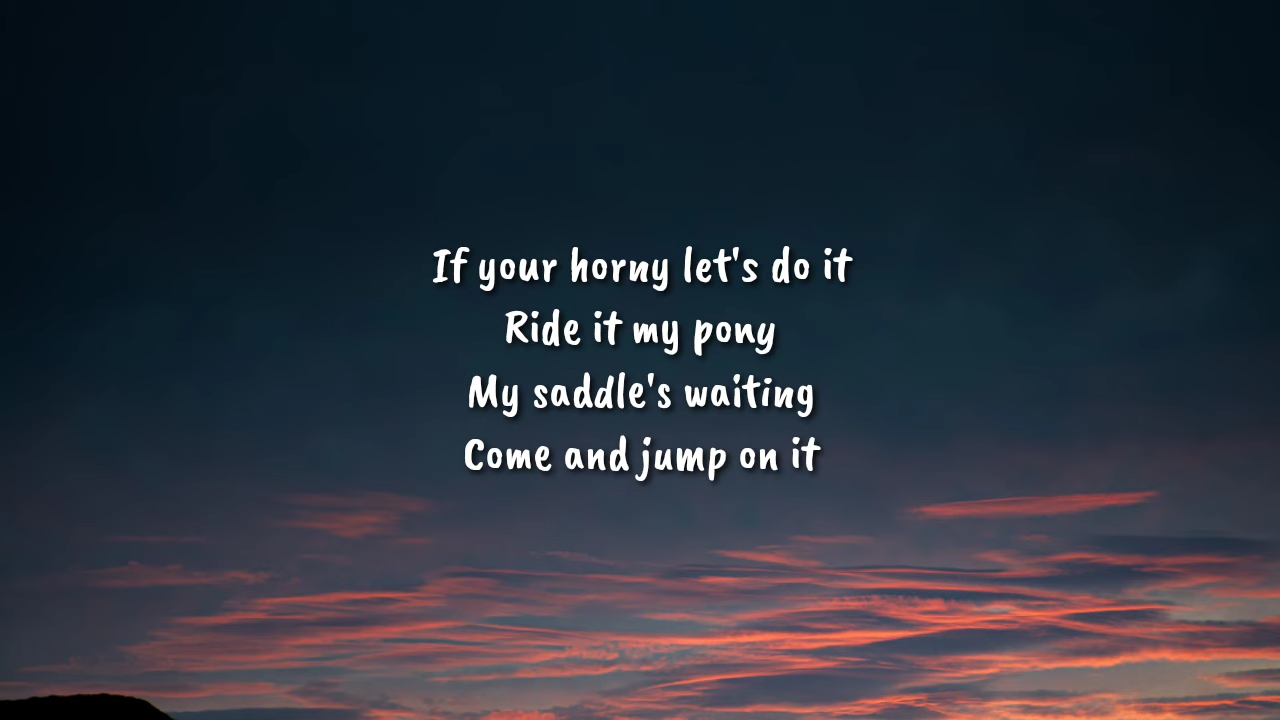 If your horny let's do it
Ride it my pony
My saddle's waiting
Come and jump on it